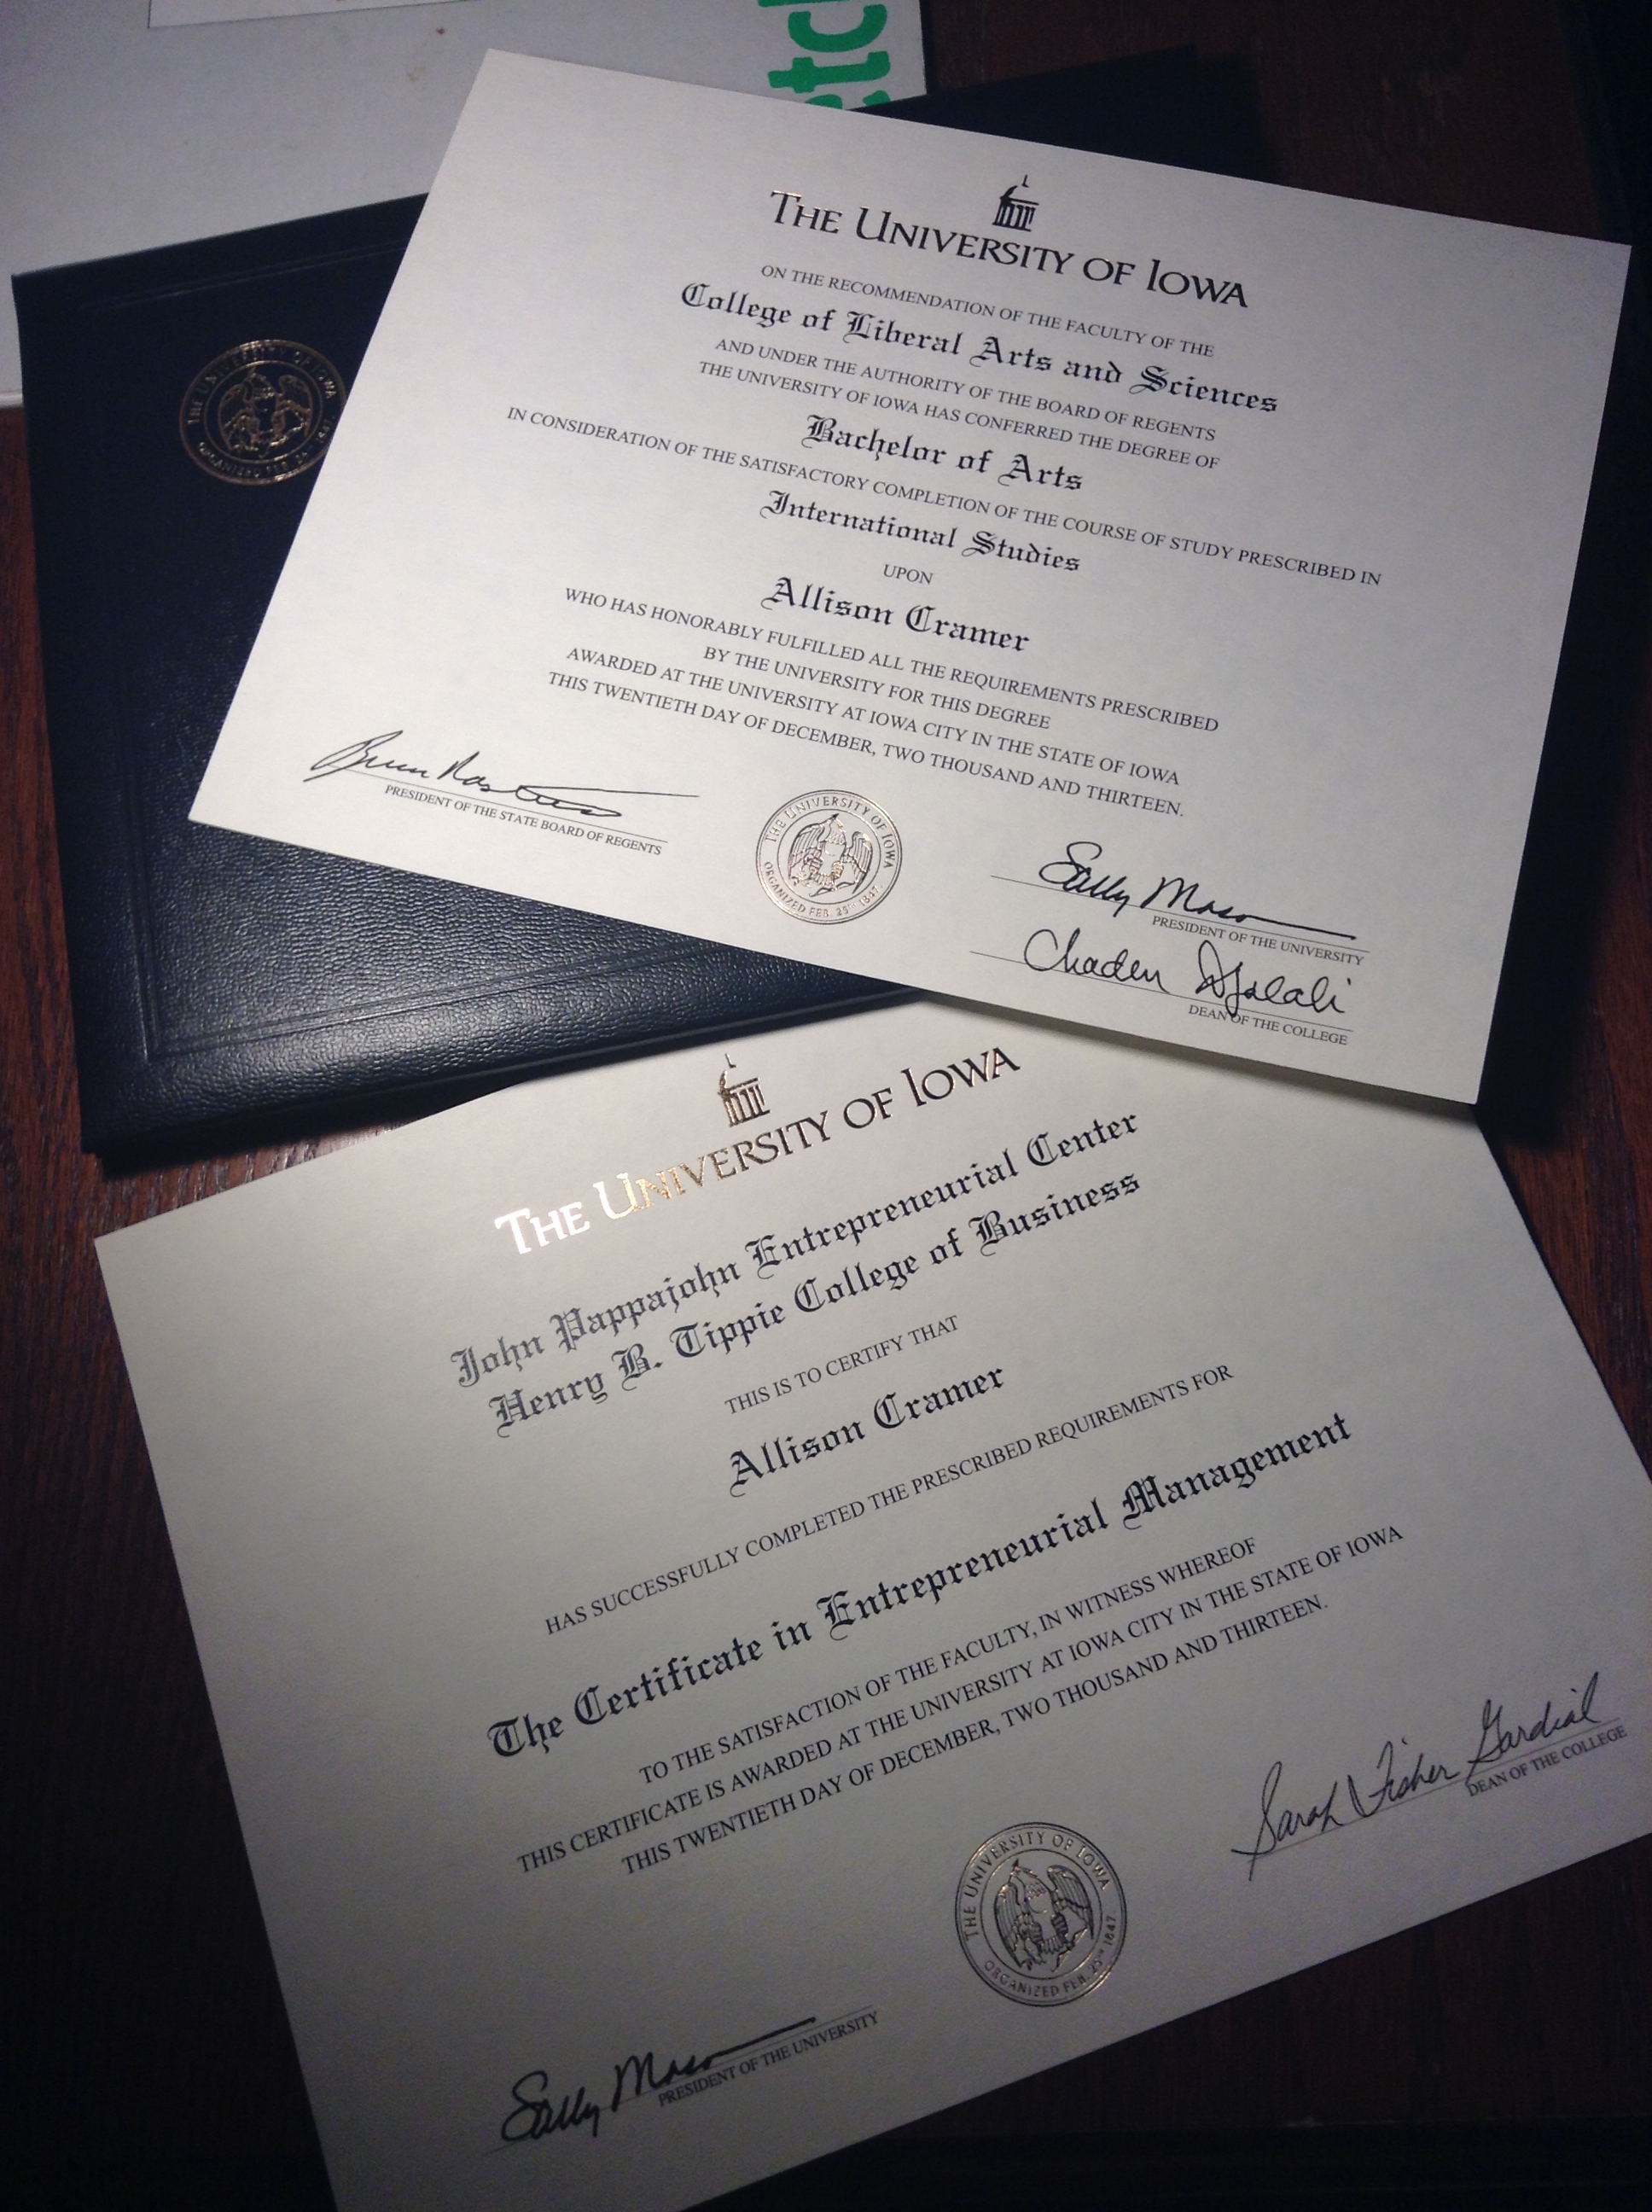 etch
THE UNIVERSITY OF IOWA
ORGANIZED FEB. 25TH 1847
THE UNIVERSITY OF IOWA
ON THE RECOMMENDATION OF THE FACULTY OF THE
College of Liberal Arts and Sciences
AND UNDER THE AUTHORITY OF THE BOARD OF REGENTS
THE UNIVERSITY OF IOWA HAS CONFERRED THE DEGREE OF
Bachelor of Arts
IN CONSIDERATION OF THE SATISFACTORY COMPLETION OF THE COURSE OF STUDY PRESCRIBED IN
International Studies
UPON
Allison Cramer
WHO HAS HONORABLY FULFILLED ALL THE REQUIREMENTS PRESCRIBED
BY THE UNIVERSITY FOR THIS DEGREE
AWARDED AT THE UNIVERSITY AT IOWA CITY IN THE STATE OF IOWA
THIS TWENTIETH DAY OF DECEMBER, TWO THOUSAND AND THIRTEEN.
PRESIDENT OF THE STATE BOARD OF REGENTS
THE UNIVERSITY OF IOWA
ORGANIZED FEB. 25TH 1847
Sally Mason
PRESIDENT OF THE UNIVERSITY
Chaden Djalali
DEAN OF THE COLLEGE
THE UNIVERSITY OF IOWA
John Pappajohn Entrepreneurial Center
Henry B. Tippie College of Business
THIS IS TO CERTIFY THAT
Allison Cramer
HAS SUCCESSFULLY COMPLETED THE PRESCRIBED REQUIREMENTS FOR
The Certificate in Entrepreneurial Management
TO THE SATISFACTION OF THE FACULTY, IN WITNESS WHEREOF
THIS CERTIFICATE IS AWARDED AT THE UNIVERSITY AT IOWA CITY IN THE STATE OF IOWA
THIS TWENTIETH DAY OF DECEMBER, TWO THOUSAND AND THIRTEEN.
Sarah Fisher Gardial
DEAN OF THE COLLEGE
THE UNIVERSITY OF IOWA
ORGANIZED FEB. 25TH 1847
Sally Mason
PRESIDENT OF THE UNIVERSITY